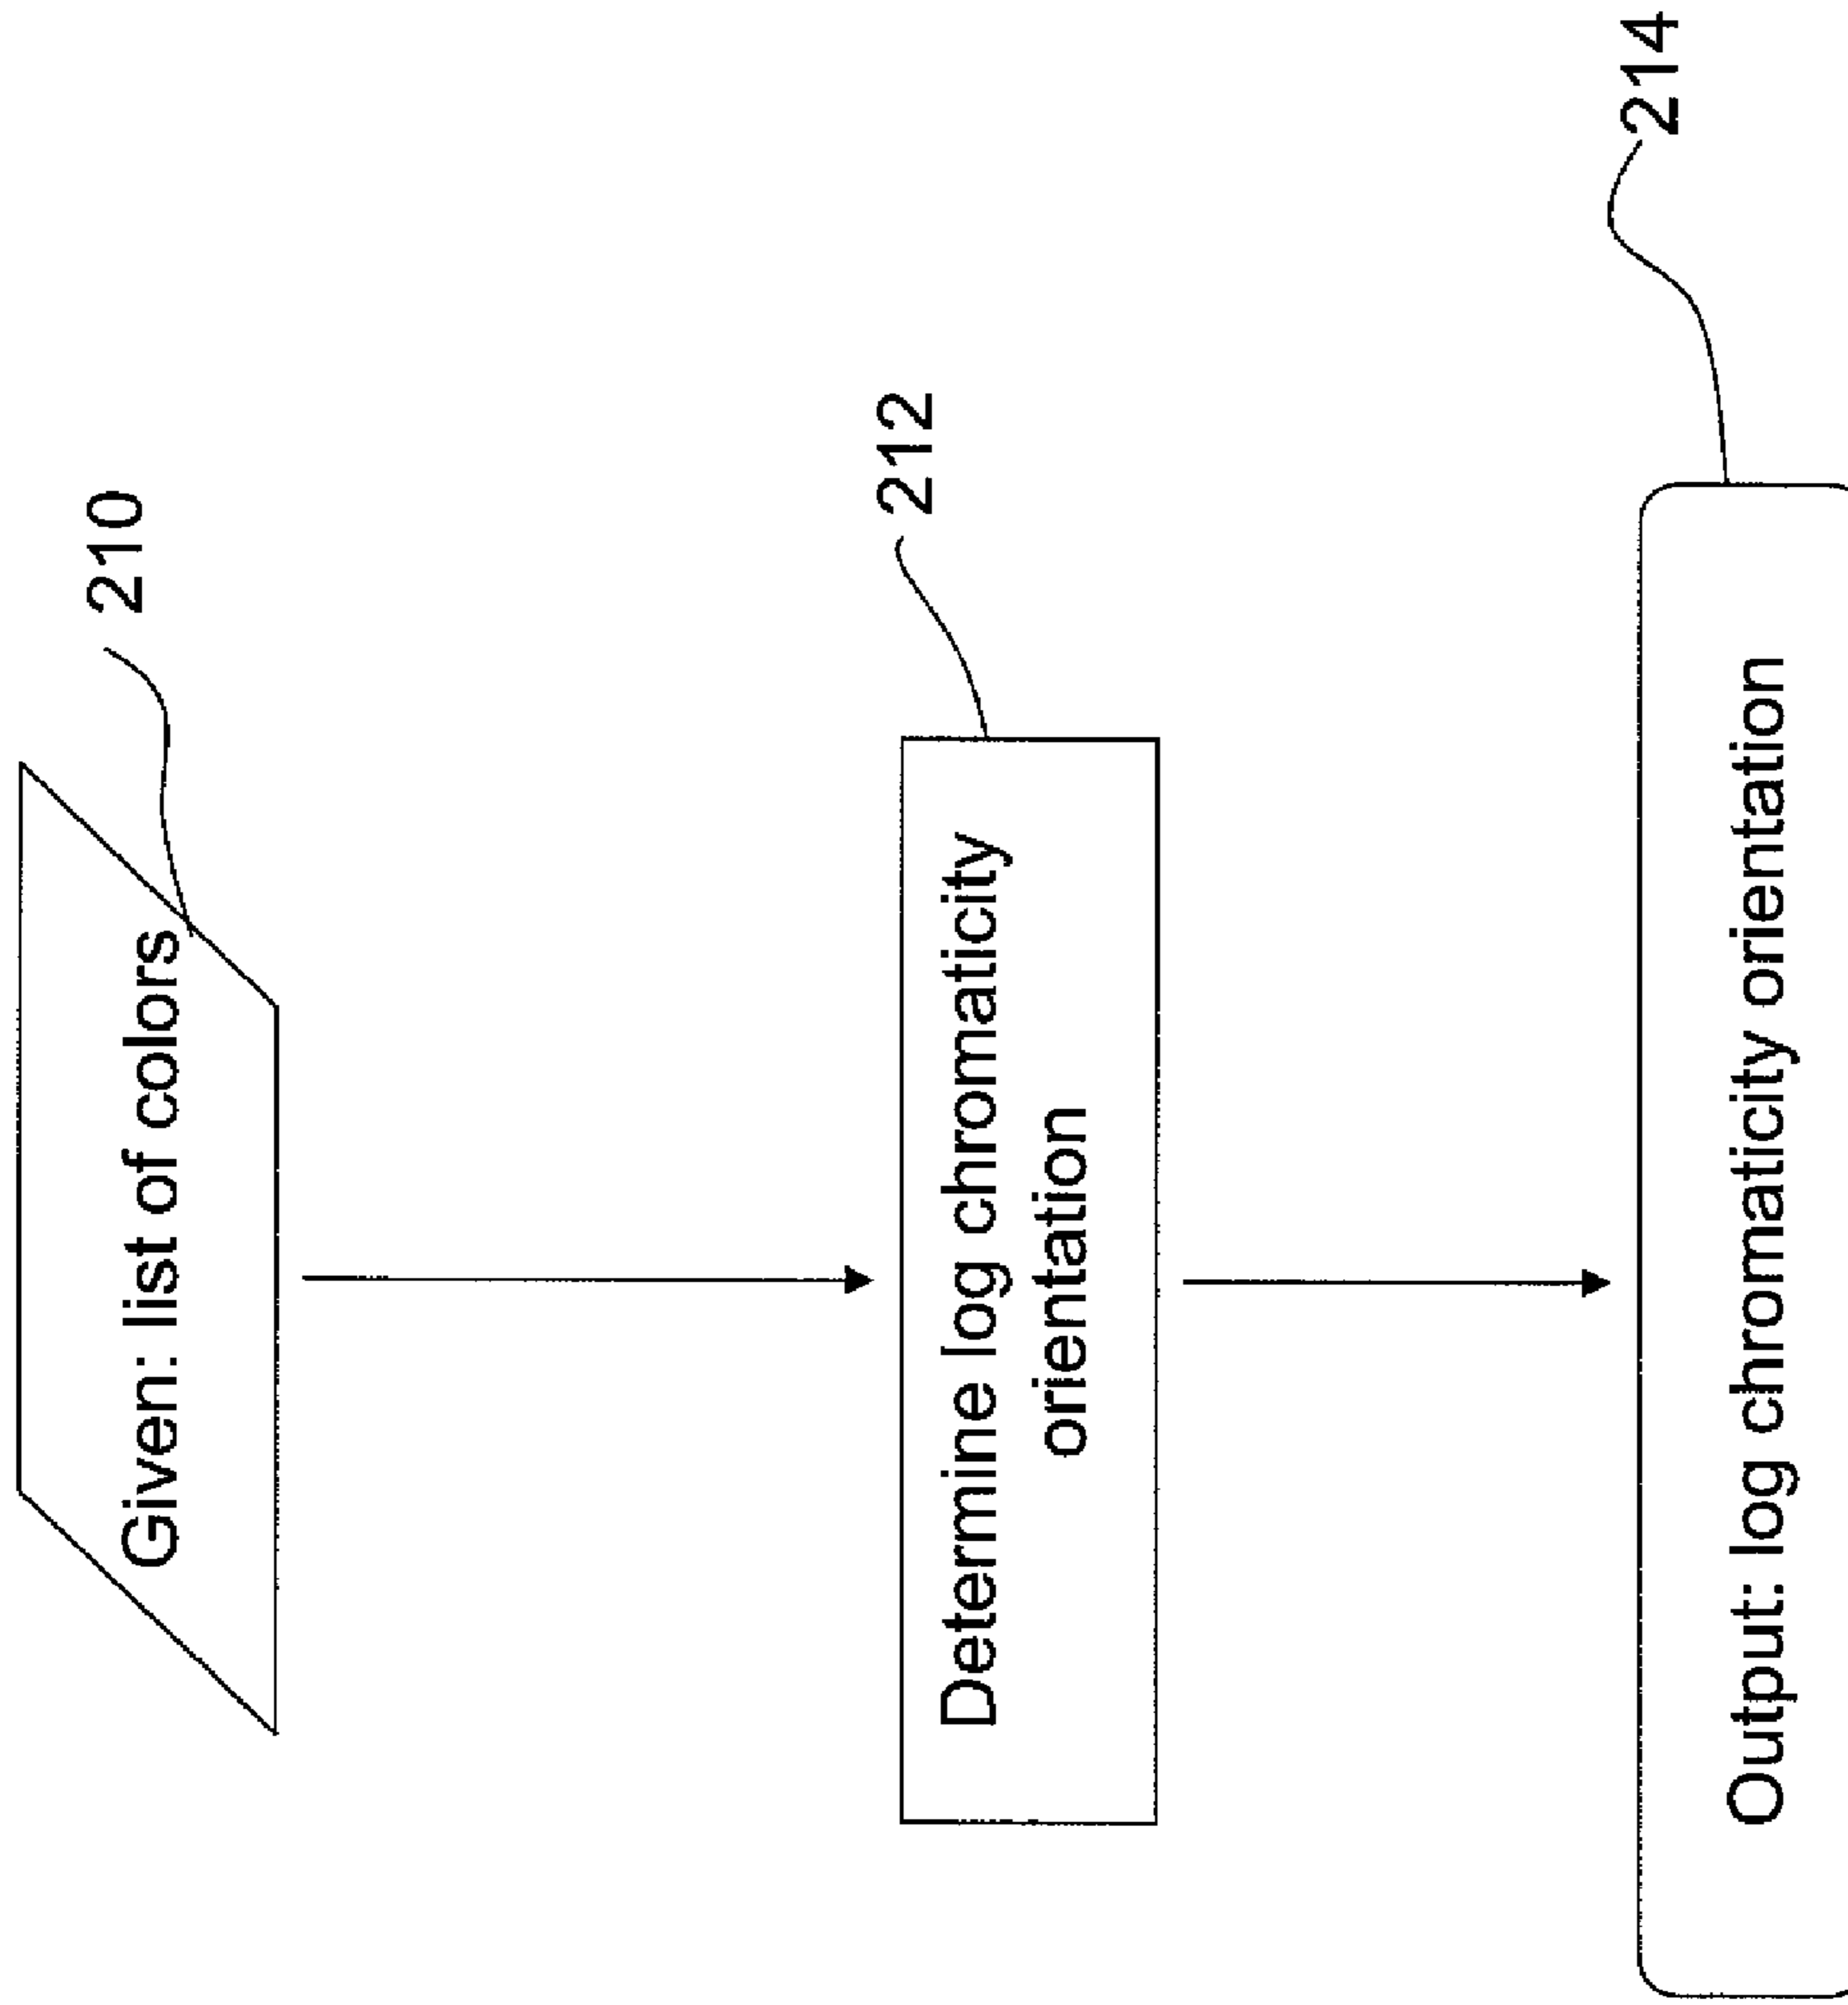 Given: list of colors
210
Determine log chromaticity
orientation
212
Output: log chromaticity orientation
214